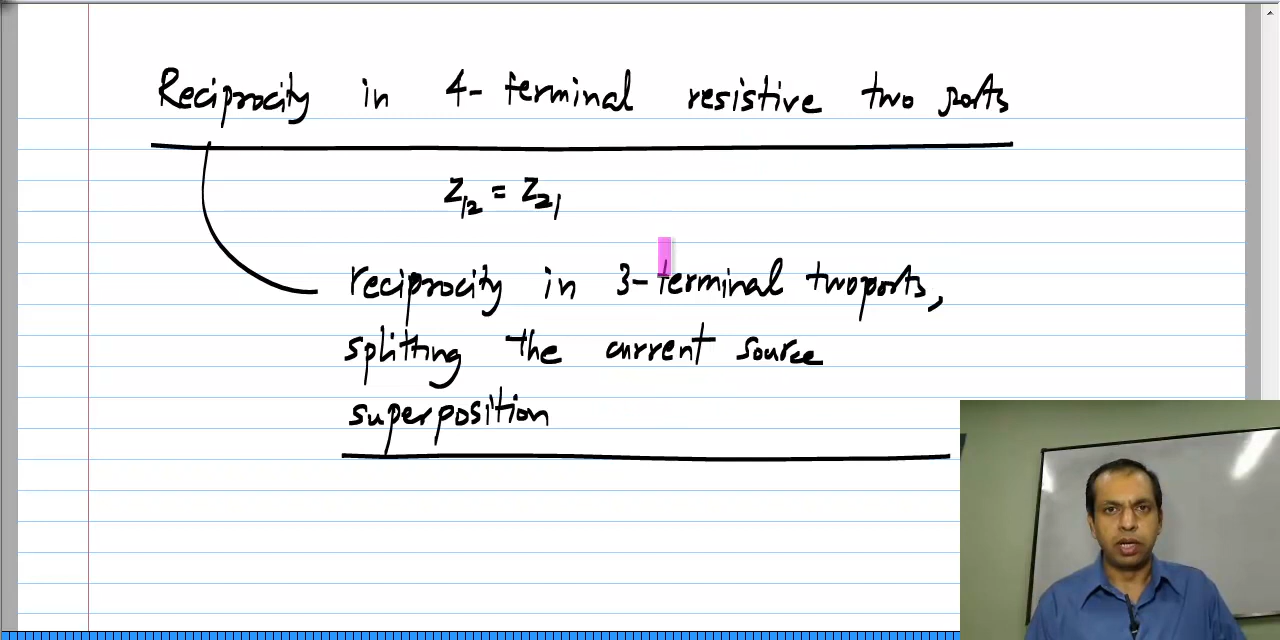 Reciprocity in 4-terminal resistive two ports
Z12 = Z21
reciprocity in 3-terminal twoports,
splitting the current source
superposition